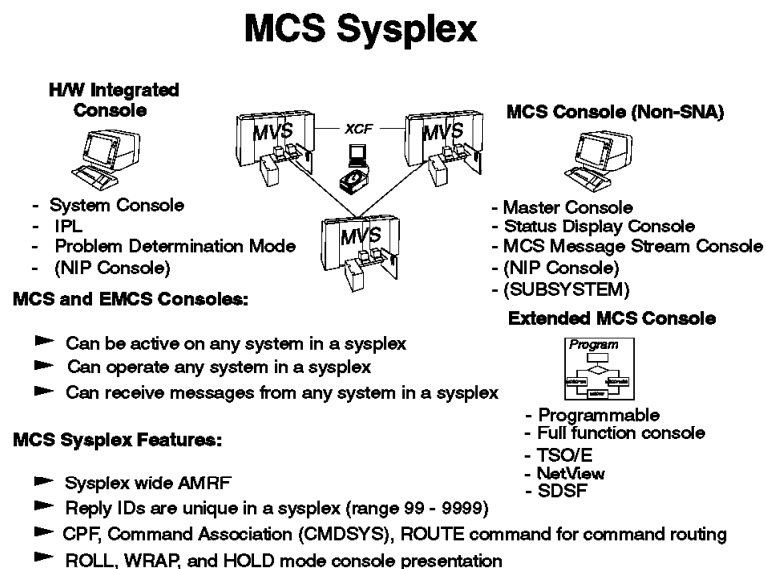 MCS Sysplex
H/W Integrated
Console
- System Console
- IPL
- Problem Determination Mode
- (NIP Console)
MVS
XCF
MVS
MVS
MCS Console (Non-SNA)
- Master Console
- Status Display Console
- MCS Message Stream Console
- (NIP Console)
- (SUBSYSTEM)
MCS and EMCS Consoles:
► Can be active on any system in a sysplex
► Can operate any system in a sysplex
► Can receive messages from any system in a sysplex
Extended MCS Console
Program
- Programmable
- Full function console
- TSO/E
- NetView
- SDSF
MCS Sysplex Features:
► Sysplex wide AMRF
► Reply IDs are unique in a sysplex (range 99 - 9999)
► CPF, Command Association (CMDSYS), ROUTE command for command routing
► ROLL, WRAP, and HOLD mode console presentation